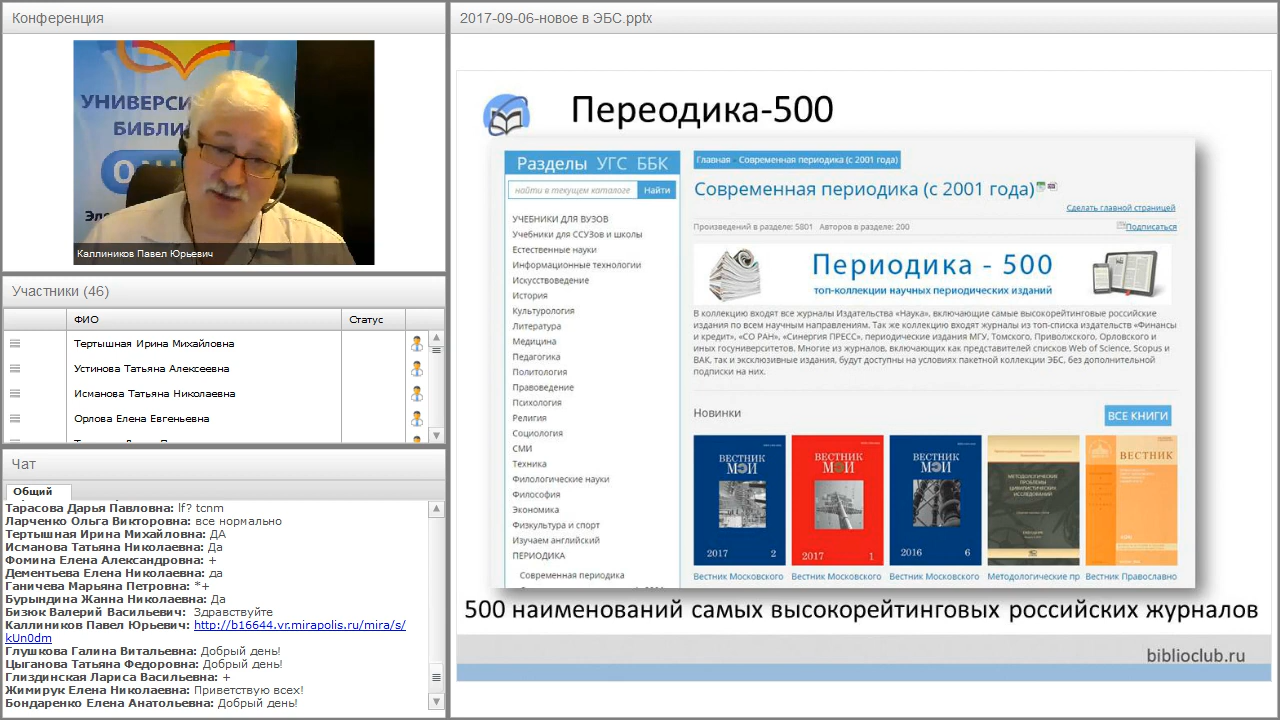 Конференция
УНИВЕРСИ
БИБЛИ
Эле
Каллиников Павел Юрьевич
Участники (46)
ФИО Статус
Тертышная Ирина Михайловна
Устинова Татьяна Алексеевна
Исманова Татьяна Николаевна
Орлова Елена Евгеньевна
Чат
Общий
Тарасова Дарья Павловна: lf? tcnm
Ларченко Ольга Викторовна: все нормально
Тертышная Ирина Михайловна: ДА
Исманова Татьяна Николаевна: Да
Фомина Елена Александровна: +
Дементьева Елена Николаевна: да
Ганичева Марьяна Петровна: *+
Бурындина Жанна Николаевна: Да
Бизюк Валерий Васильевич: Здравствуйте
Каллиников Павел Юрьевич: http://b16644.vr.mirapolis.ru/mira/s/
kUn0dm
Глушкова Галина Витальевна: Добрый день!
Цыганова Татьяна Федоровна: Добрый день!
Глиздинская Лариса Васильевна: +
Жимирук Елена Николаевна: Приветствую всех!
Бондаренко Елена Анатольевна: Добрый день!
2017-09-06-новое в ЭБС.pptx
Переодика-500
Разделы УГС ББК
найти в текущем каталоге Найти
УЧЕБНИКИ ДЛЯ ВУЗОВ
Учебники для ССУЗов и школы
Естественные науки
Информационные технологии
Искусствоведение
История
Культурология
Литература
Медицина
Педагогика
Политология
Правоведение
Психология
Религия
Социология
СМИ
Техника
Филологические науки
Философия
Экономика
Физкультура и спорт
Изучаем английский
ПЕРИОДИКА
Современная периодика
Главная Современная периодика (с 2001 года)
Современная периодика (с 2001 года)
Сделать главной страницей
Произведений в разделе: 5801 Авторов в разделе: 200
Подписаться
Периодика - 500
топ-коллекции научных периодических изданий
В коллекцию входят все журналы Издательства «Наука», включающие самые высокорейтинговые российские
издания по всем научным направлениям. Так же коллекцию входят журналы из топ-списка издательств «Финансы
и кредит», «СО РАН», «Синергия ПРЕСС», периодические издания МГУ, Томского, Приволжского, Орловского и
иных госуниверситетов. Многие из журналов, включающих как представителей списков Web of Science, Scopus и
ВАК, так и эксклюзивные издания, будут доступны на условиях пакетной коллекции ЭБС, без дополнительной
подписки на них.
Новинки
ВСЕ КНИГИ
ВЕСТНИК
МЭИ
2017 2
ВЕСТНИК
МЭИ
2017 1
ВЕСТНИК
МЭИ
2016 6
МЕТОДОЛОГИЧЕСКИЕ
ПРОБЛЕМЫ
ЦИВИЛИСТИЧЕСКИХ
ИССЛЕДОВАНИЙ
ВЕСТНИК
Вестник Московского Вестник Московского Вестник Московского Методологические пр Вестник Православно
500 наименований самых высокорейтинговых российских журналов
biblioclub.ru